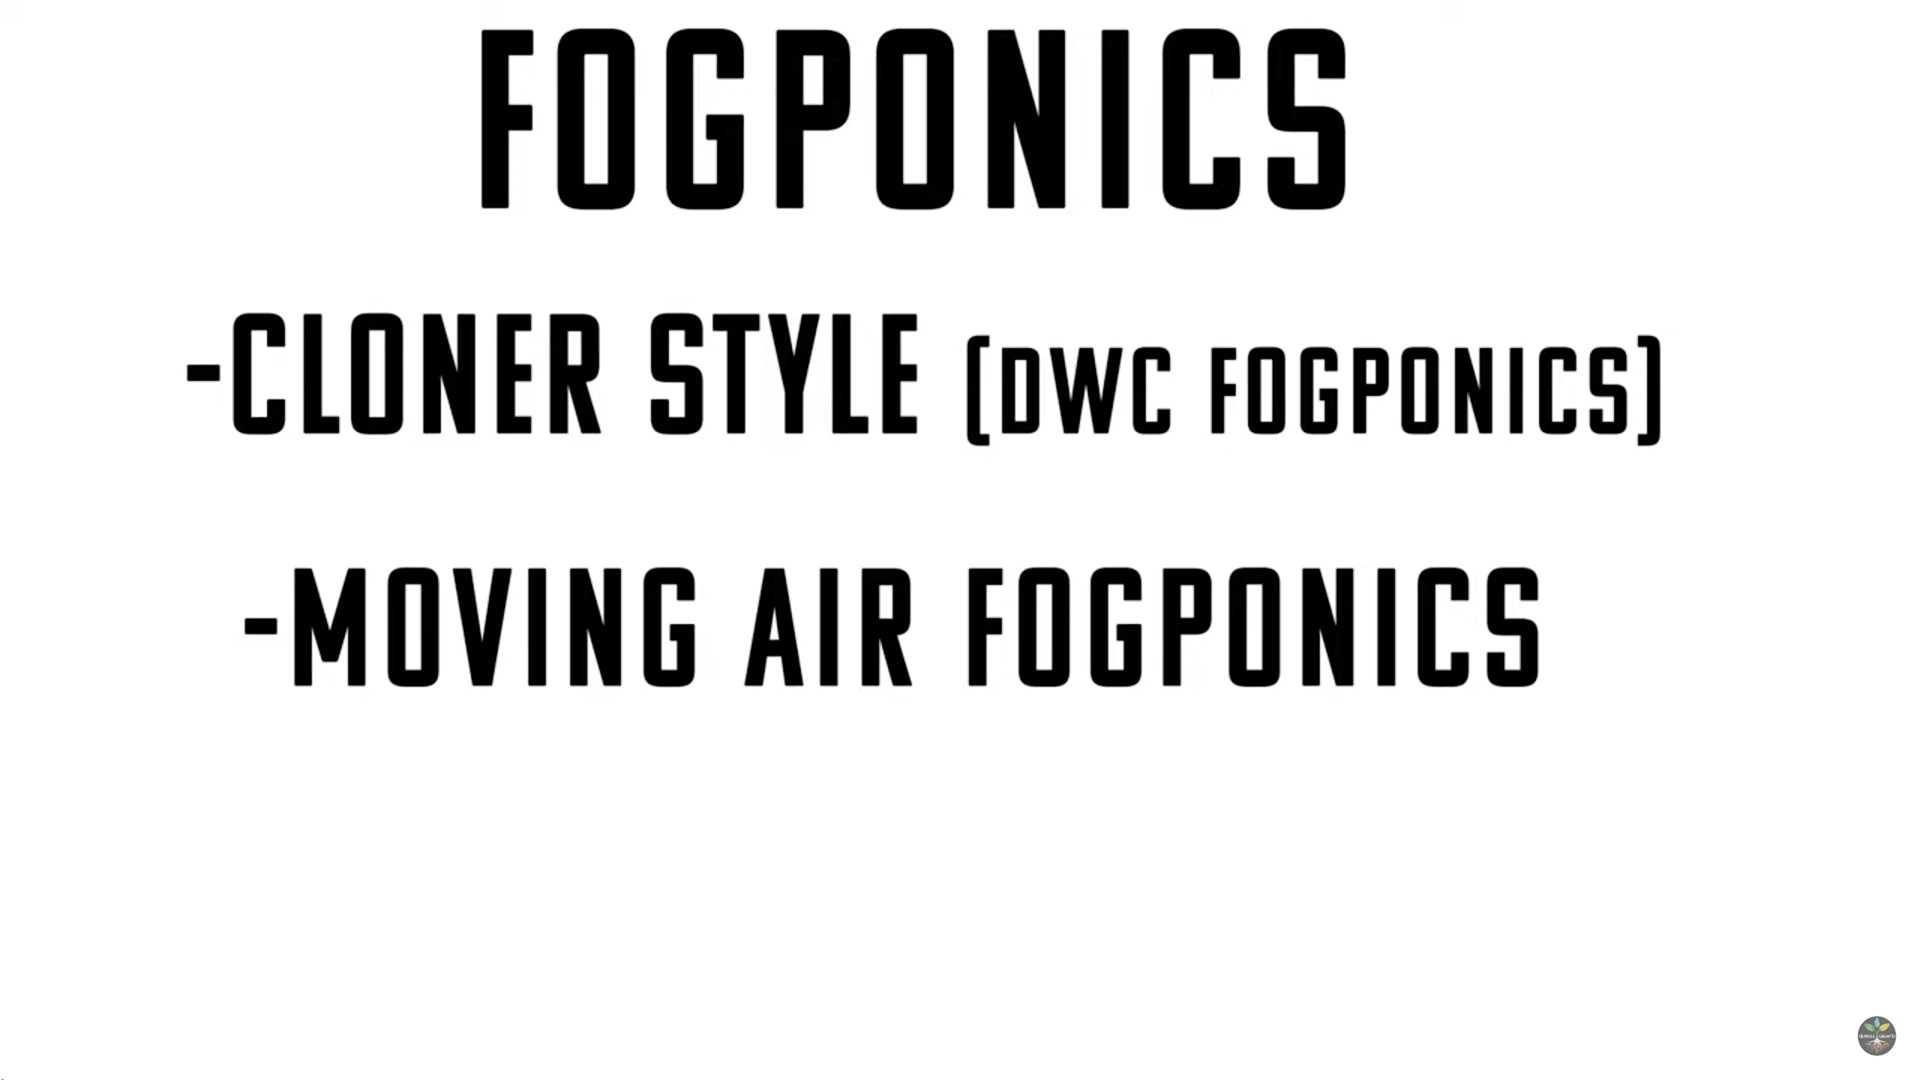 FOGPONICS
-CLONER STYLE (DWC FOGPONICS)
-MOVING AIR FOGPONICS